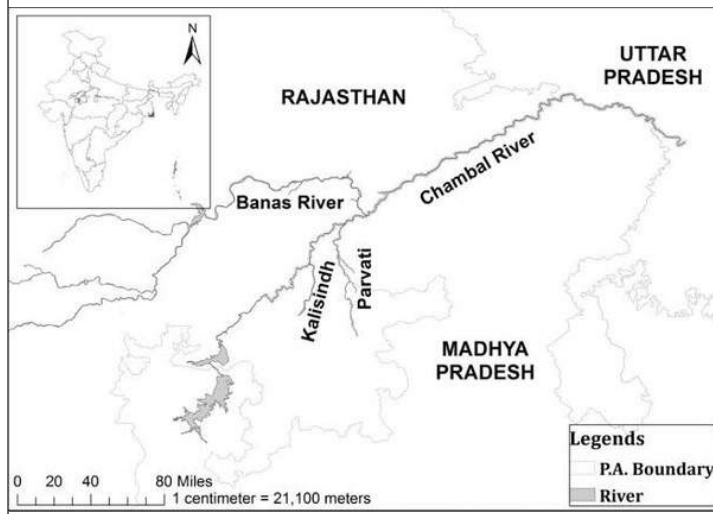 N
UTTAR
PRADESH
RAJASTHAN
Chambal River
Banas River
Kalisindh
Parvati
MADHYA
PRADESH
Legends
P.A. Boundary
River
0 20 40 80 Miles
1 centimeter = 21,100 meters